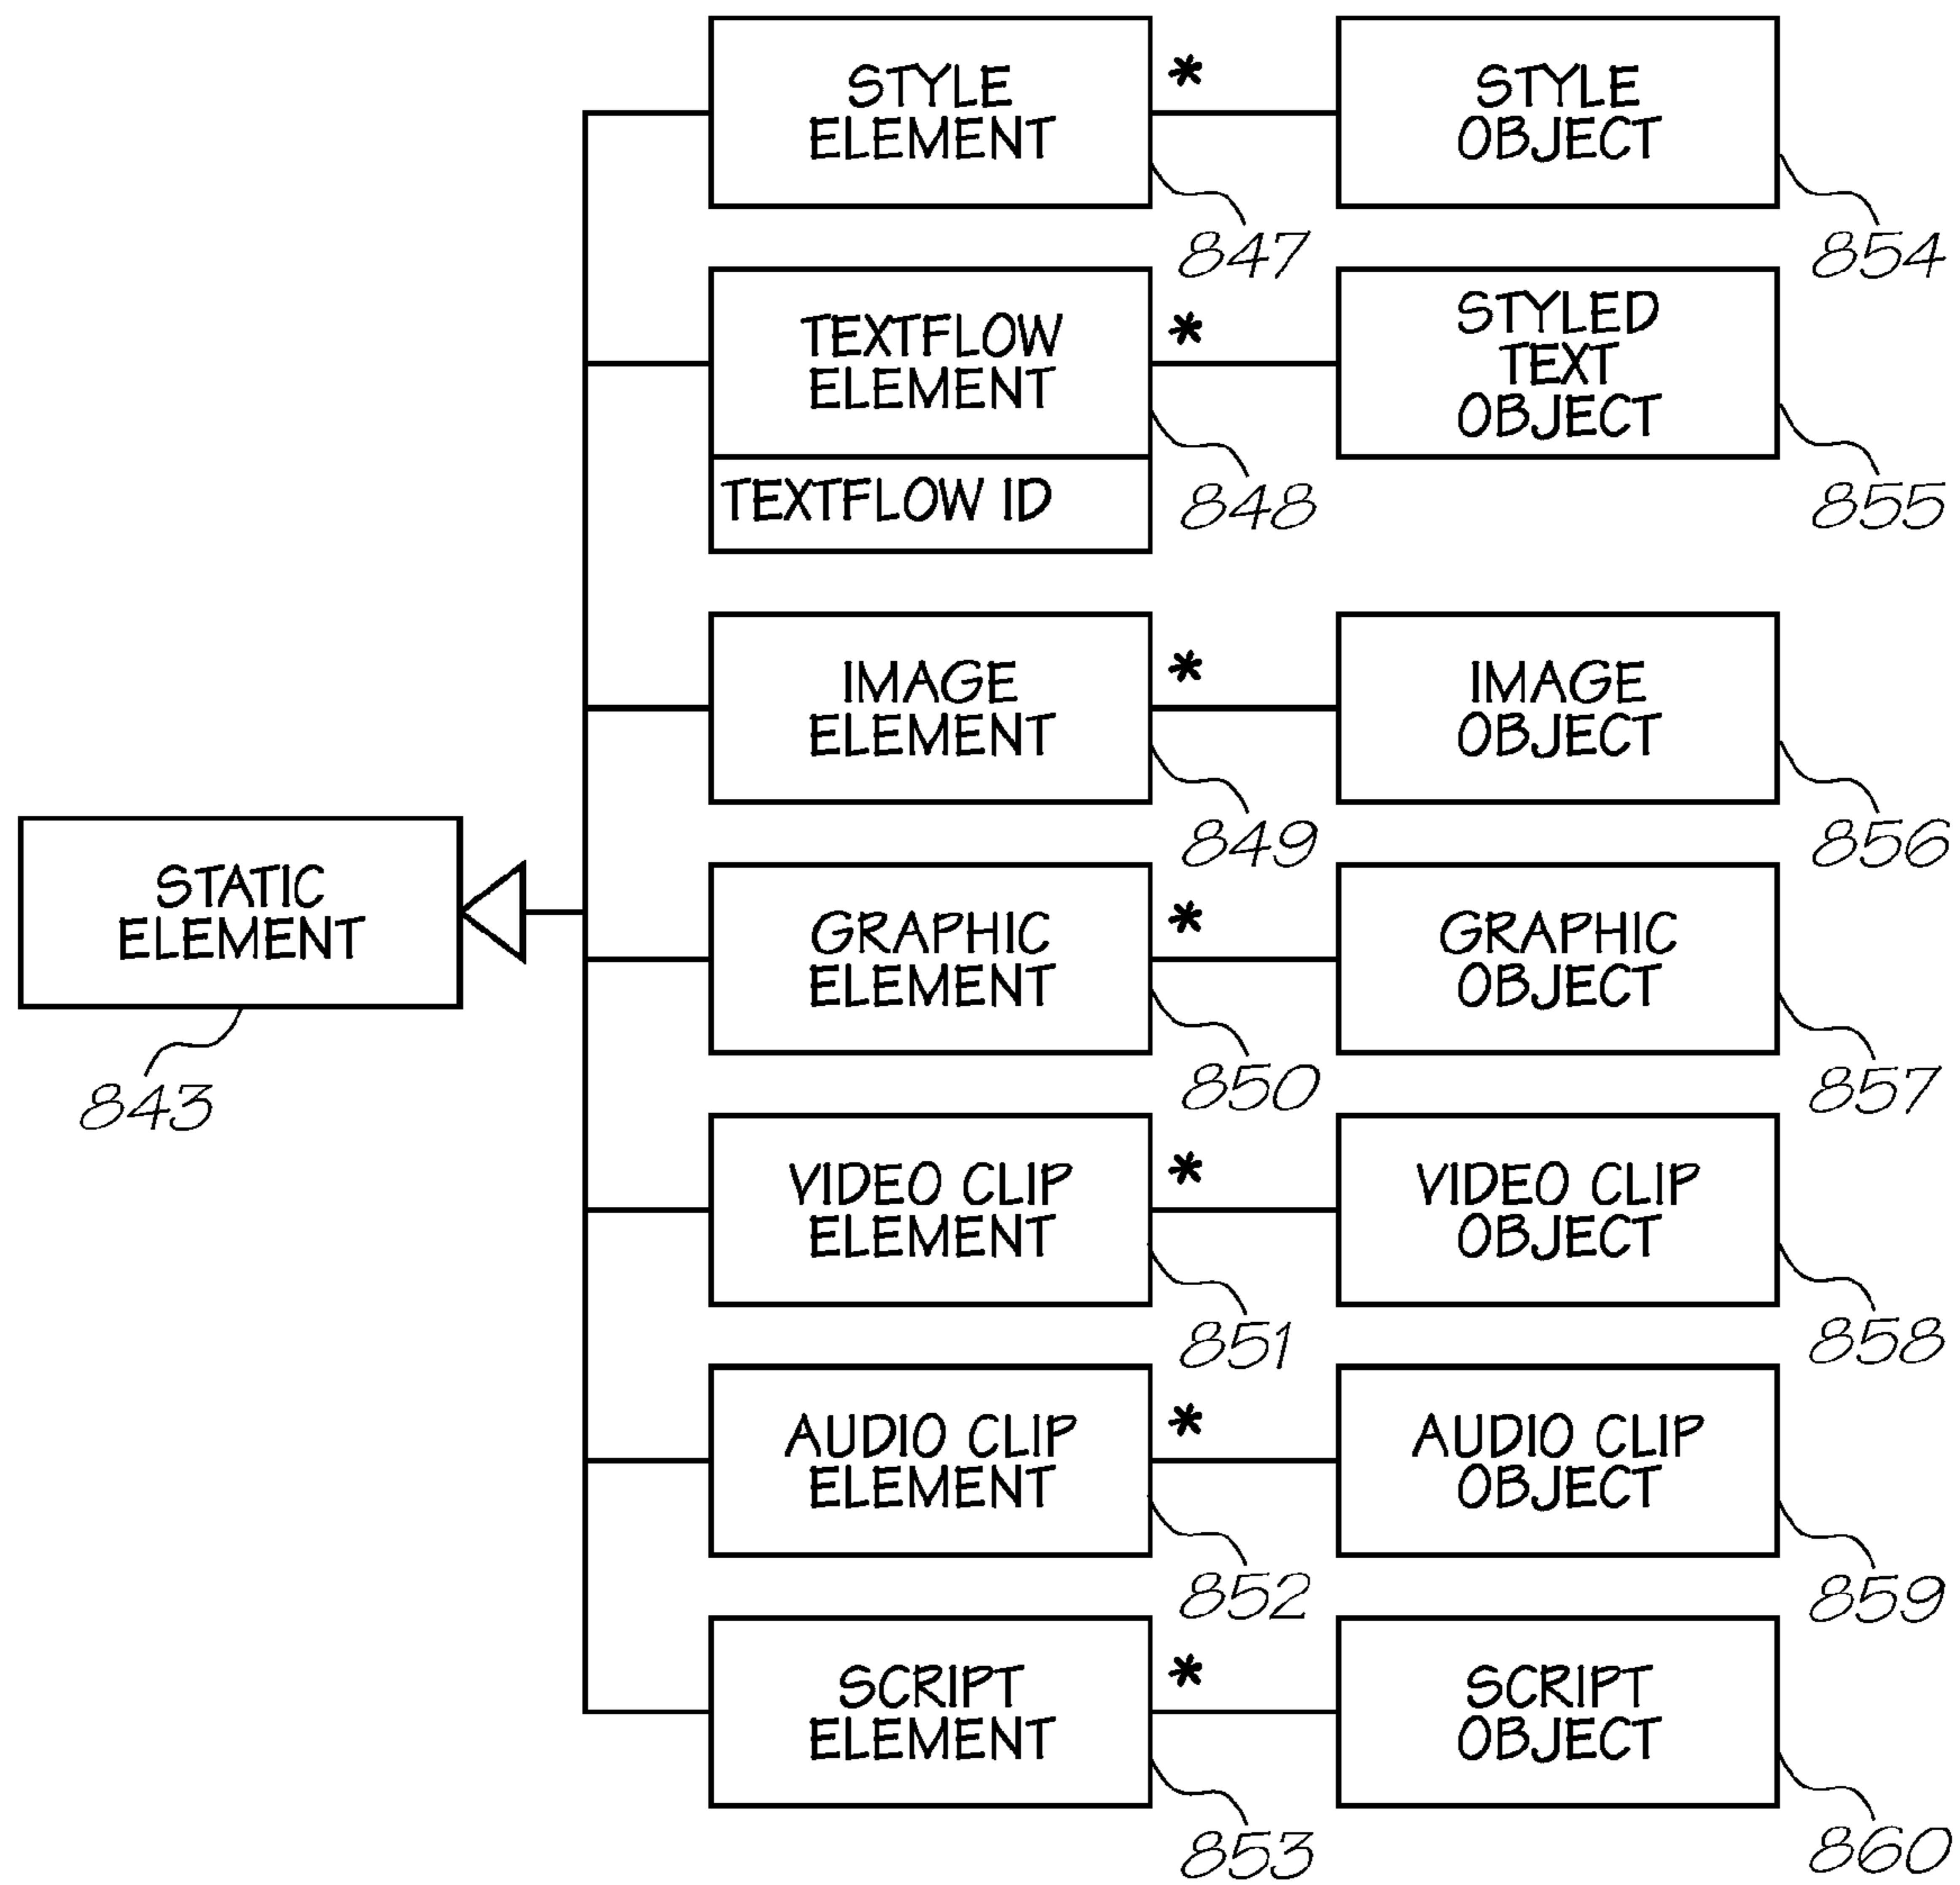 STYLE
ELEMENT
*
STYLE
OBJECT
847
854
TEXTFLOW
ELEMENT
*
STYLED
TEXT
OBJECT
TEXTFLOW ID
848
855
IMAGE
ELEMENT
*
IMAGE
OBJECT
849
856
STATIC
ELEMENT
843
GRAPHIC
ELEMENT
*
GRAPHIC
OBJECT
850
857
VIDEO CLIP
ELEMENT
*
VIDEO CLIP
OBJECT
851
858
AUDIO CLIP
ELEMENT
*
AUDIO CLIP
OBJECT
852
859
SCRIPT
ELEMENT
*
SCRIPT
OBJECT
853
860